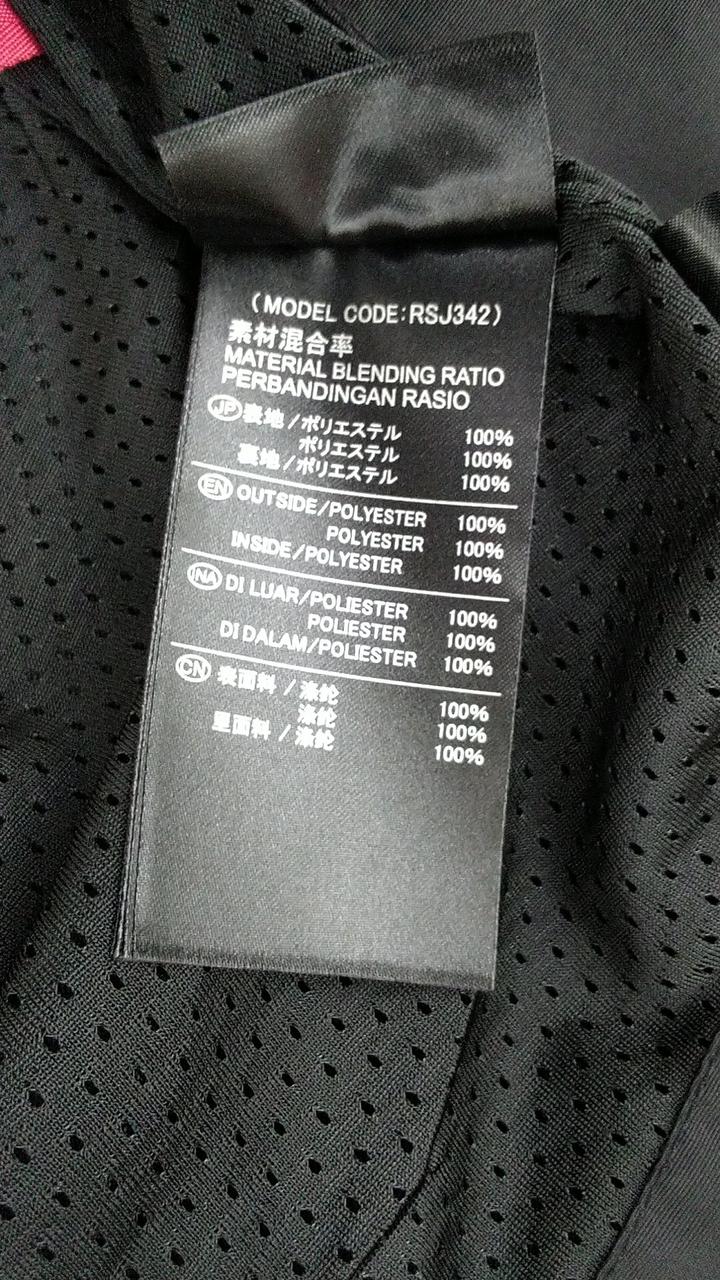 (MODEL CODE:RSJ342)
素材混合率
MATERIAL BLENDING RATIO
PERBANDINGAN RASIO
JP 表地/ポリエステル 100%
ポリエステル 100%
裏地/ポリエステル 100%
EN OUTSIDE/POLYESTER 100%
POLYESTER 100%
INSIDE/POLYESTER 100%
INA DI LUAR/POLIESTER 100%
POLIESTER 100%
DI DALAM/POLIESTER 100%
CN 表面料/涤纶 100%
涤纶 100%
里面料/涤纶 100%